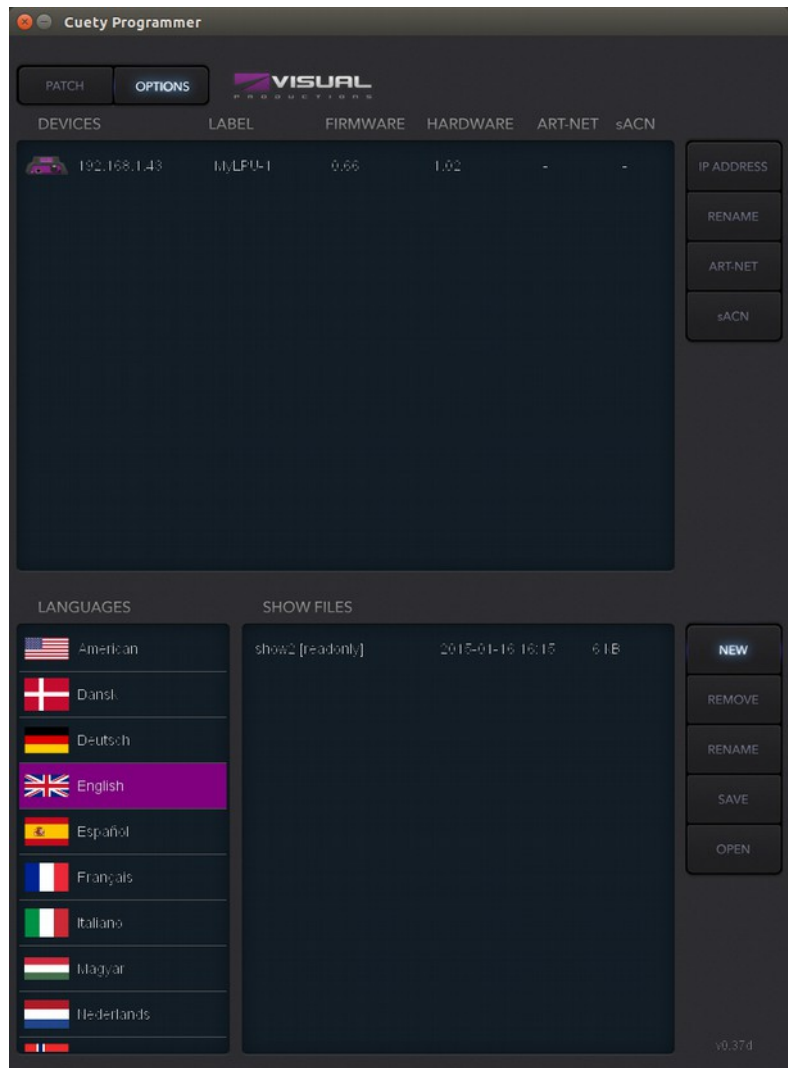 Cuety Programmer
PATCH OPTIONS VISUAL
PRODUCTIONS
DEVICES LABEL FIRMWARE HARDWARE ART-NET sACN
192.168.1.43 MyLPU-1 0.66 1.02 - -
IP ADDRESS
RENAME
ART-NET
sACN
LANGUAGES SHOW FILES
American show2 [readonly] 2015-01-16 16:15 6 kB NEW
Dansk REMOVE
Deutsch RENAME
English SAVE
Español OPEN
Français
Italiano
Magyar
Nederlands
v0.37d